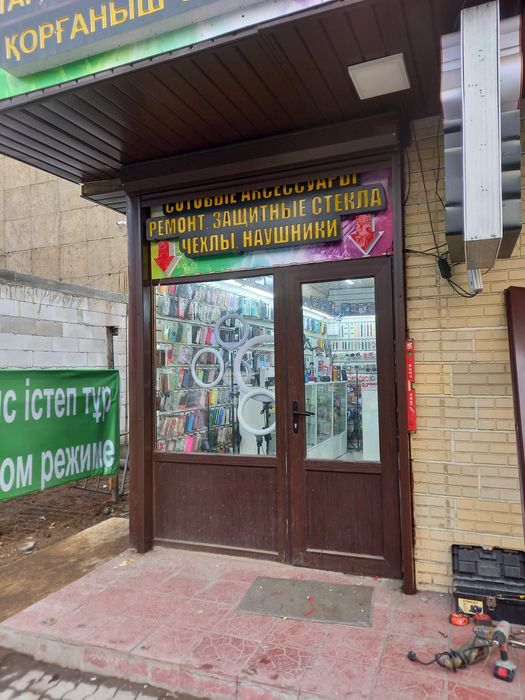 ҚОРҒАНЫШ
СОТОВЫЕ АКСЕССУАРЫ
РЕМОНТ. ЗАЩИТНЫЕ СТЕКЛА
ЧЕХЛЫ, НАУШНИКИ
іс істеп тұр
ом режиме